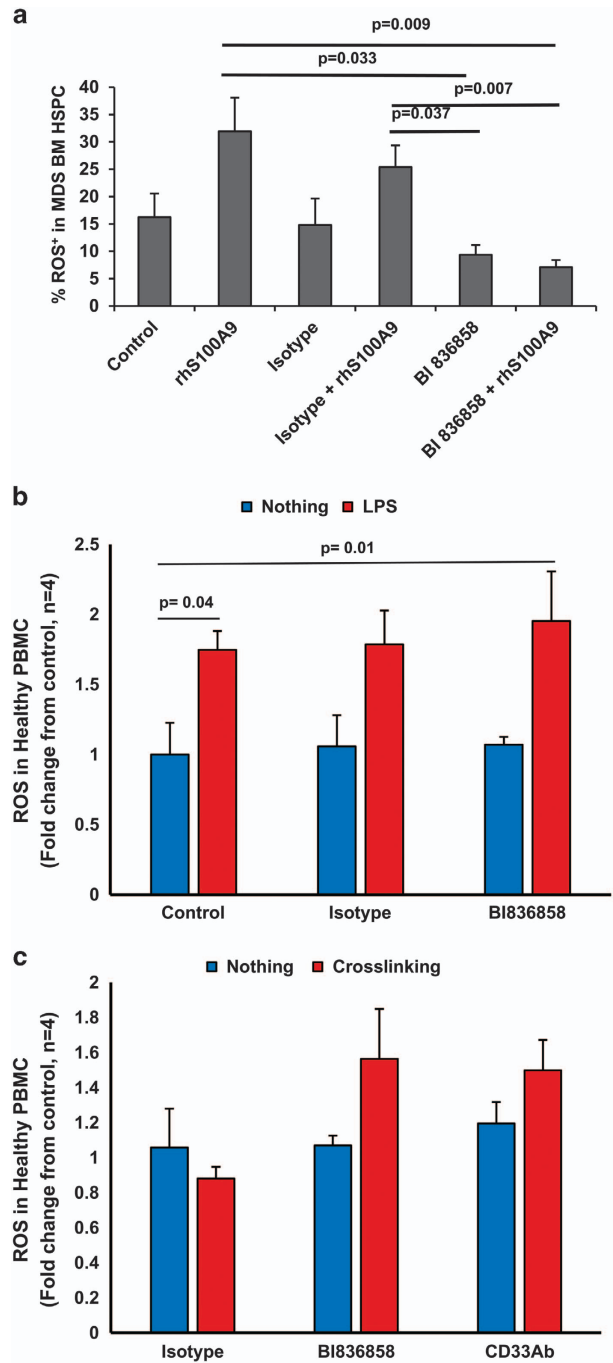 a
p=0.009
p=0.033
p=0.007
p=0.037
% ROS+ in MDS BM HSPC
40
35
30
25
20
15
10
5
0
Control
rhS100A9
Isotype
Isotype + rhS100A9
BI 836858
BI 836858 + rhS100A9
b
Nothing LPS
ROS in Healthy PBMC
(Fold change from control, n=4)
2.5
2
1.5
1
0.5
0
p= 0.01
p= 0.04
Control Isotype BI836858
c
Nothing Crosslinking
ROS in Healthy PBMC
(Fold change from control, n=4)
2
1.8
1.6
1.4
1.2
1
0.8
0.6
0.4
0.2
0
Isotype BI836858 CD33Ab